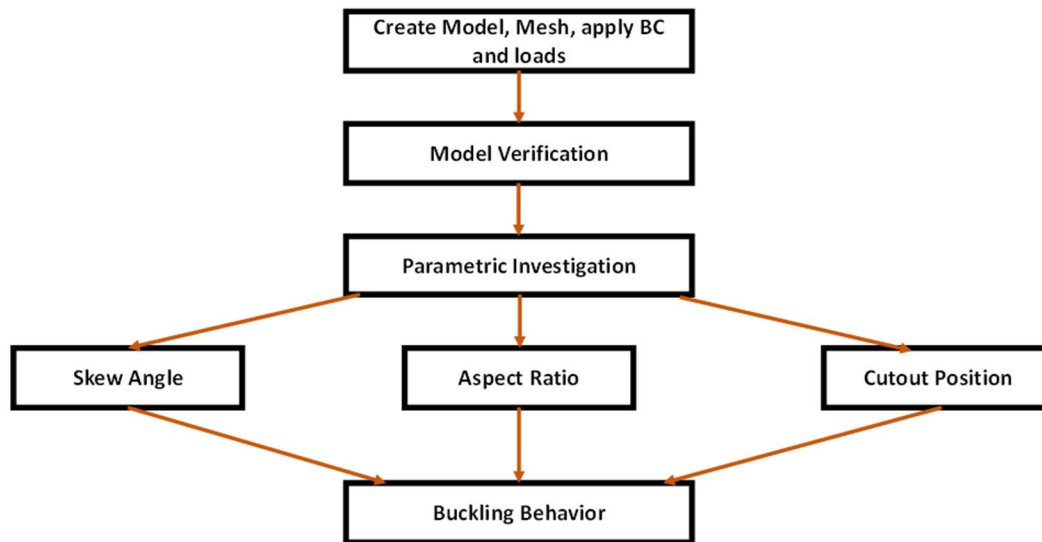 Create Model, Mesh, apply BC
and loads
Model Verification
Parametric Investigation
Skew Angle
Aspect Ratio
Cutout Position
Buckling Behavior